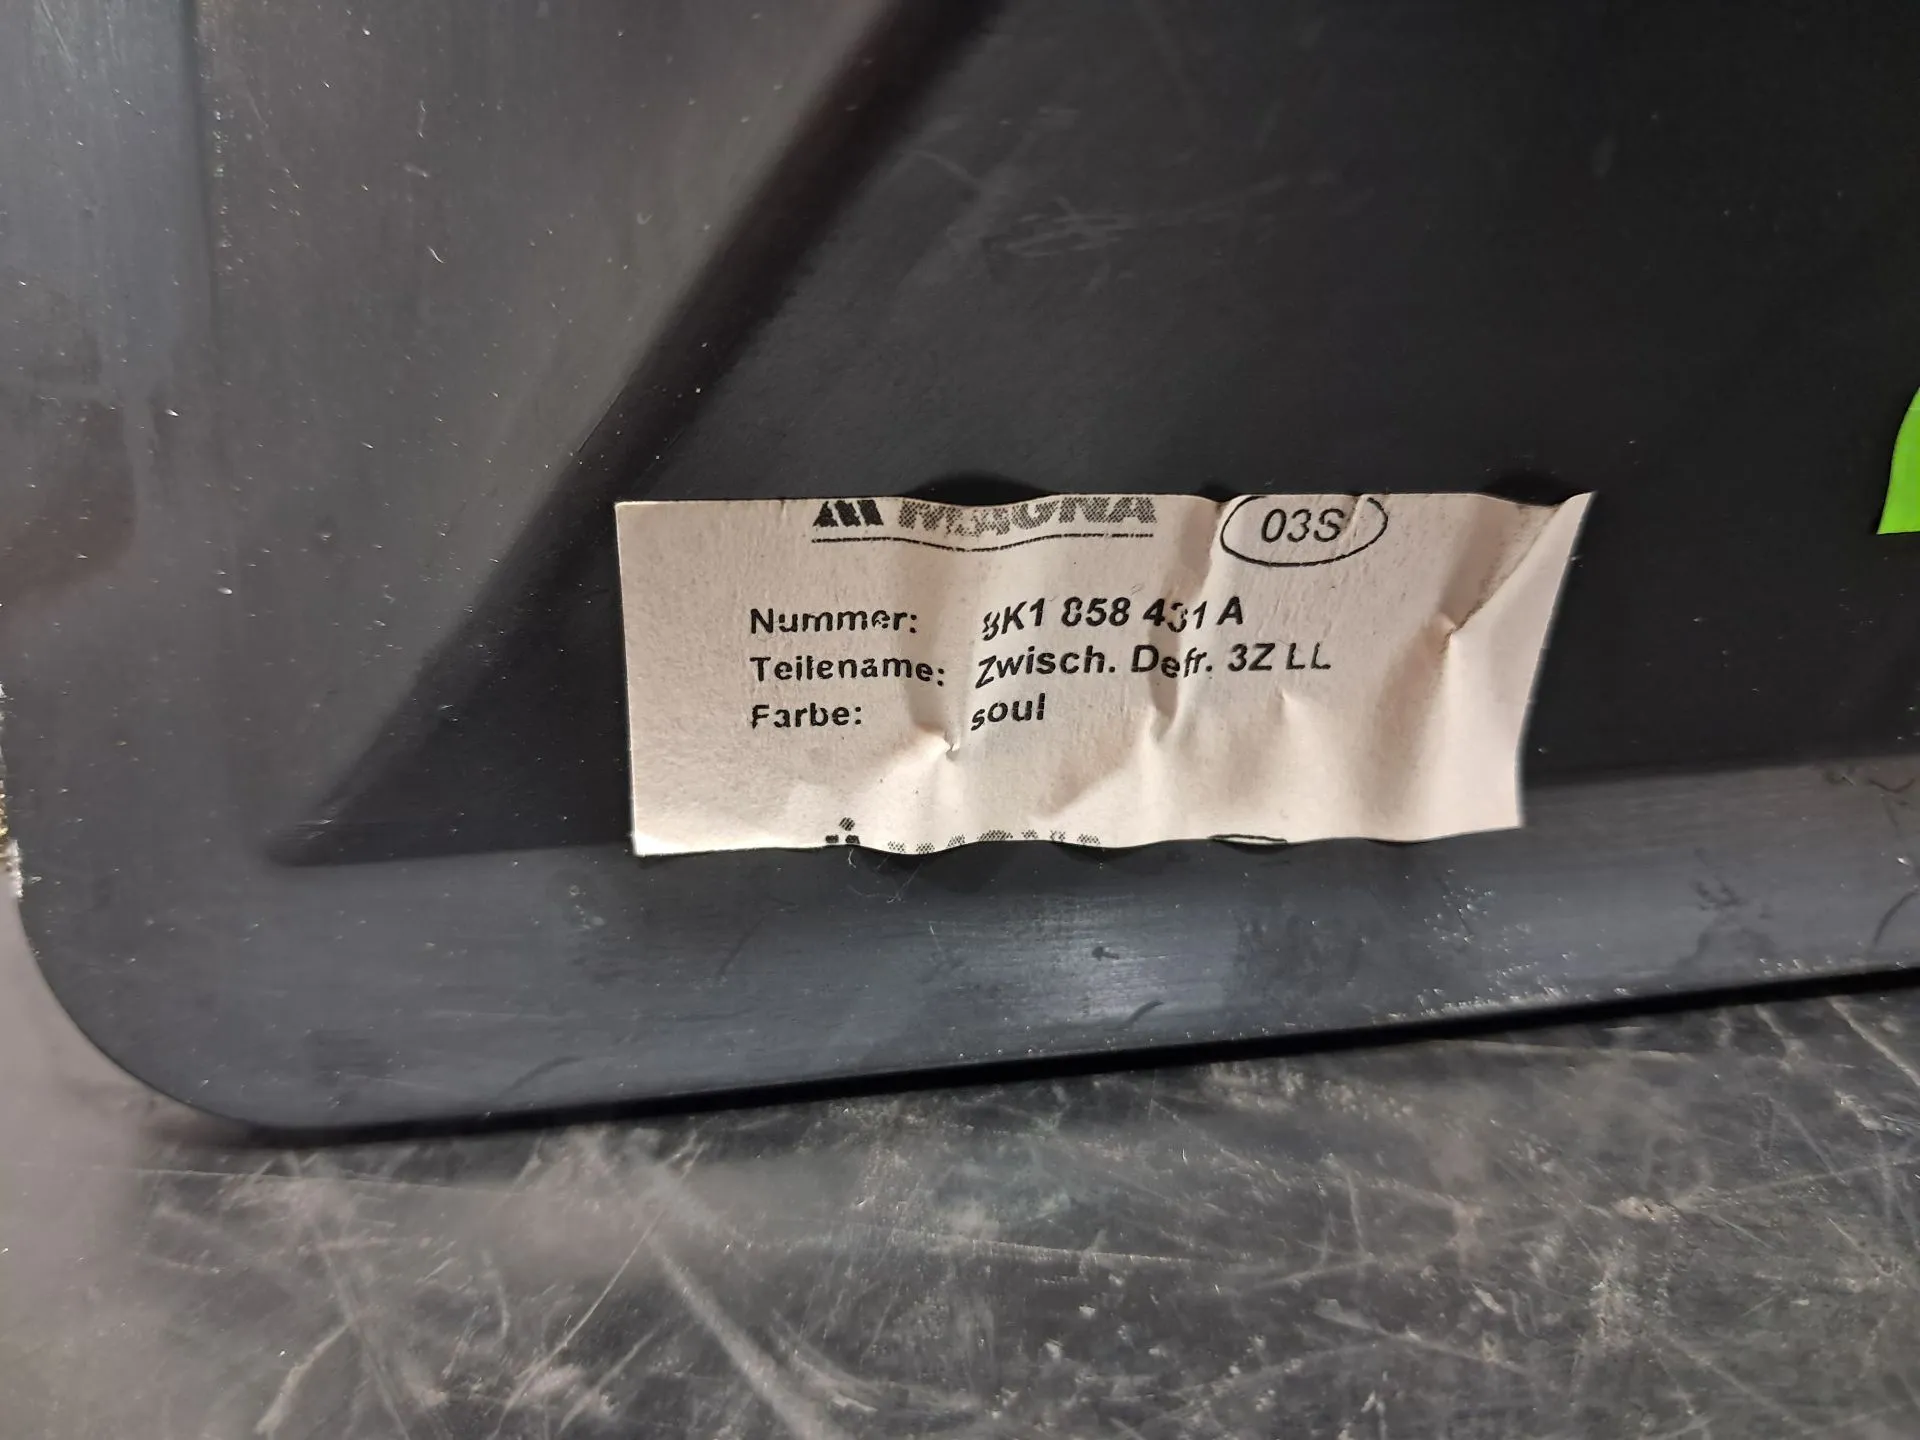 MAGNA 03S
Nummer: 8K1 858 431 A
Teilename: Zwisch. Defr. 3Z LL
Farbe: soul